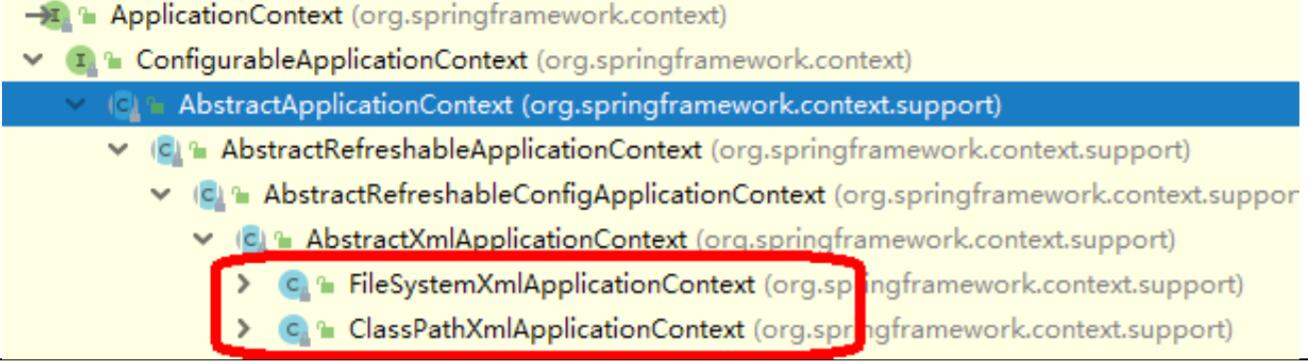 ApplicationContext (org.springframework.context)
ConfigurableApplicationContext (org.springframework.context)
AbstractApplicationContext (org.springframework.context.support)
AbstractRefreshableApplicationContext (org.springframework.context.support)
AbstractRefreshableConfigApplicationContext (org.springframework.context.suppor
AbstractXmlApplicationContext (org.springframework.context.support)
FileSystemXmlApplicationContext (org.springframework.context.support)
ClassPathXmlApplicationContext (org.springframework.context.support)